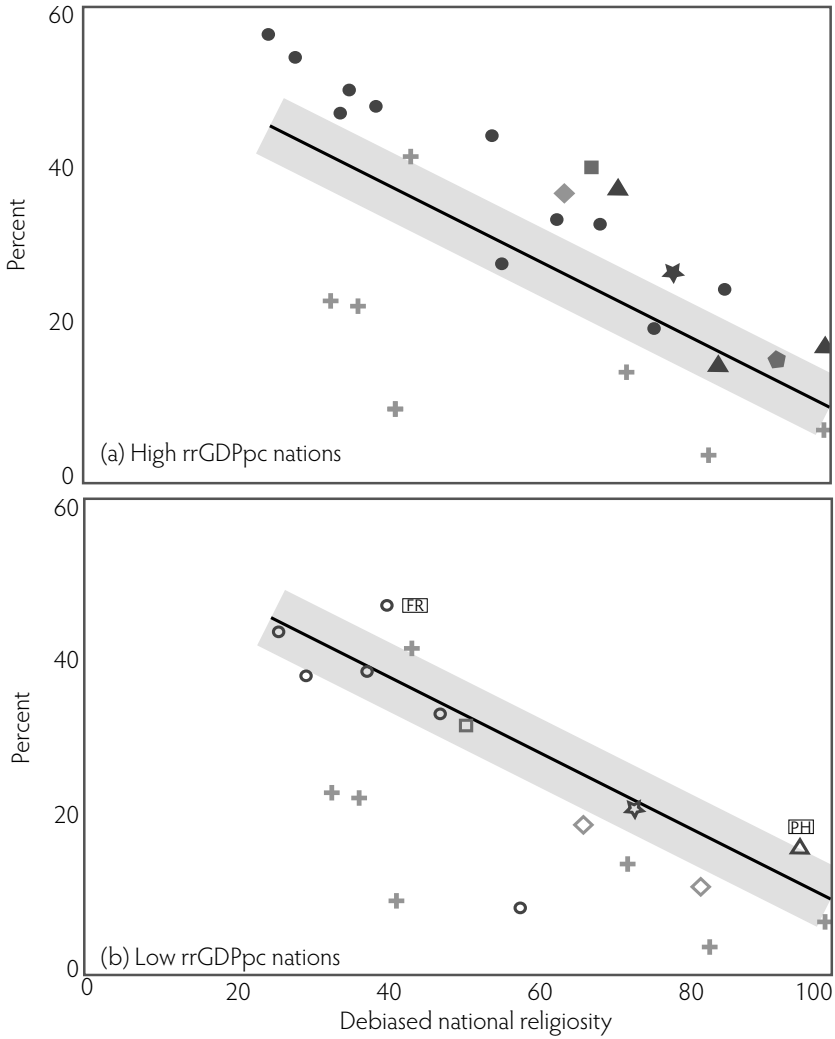 60
40
Percent
20
(a) High rrGDPpc nations
0
60
FR
40
Percent
20
PH
(b) Low rrGDPpc nations
0
0 20 40 60 80 100
Debiased national religiosity